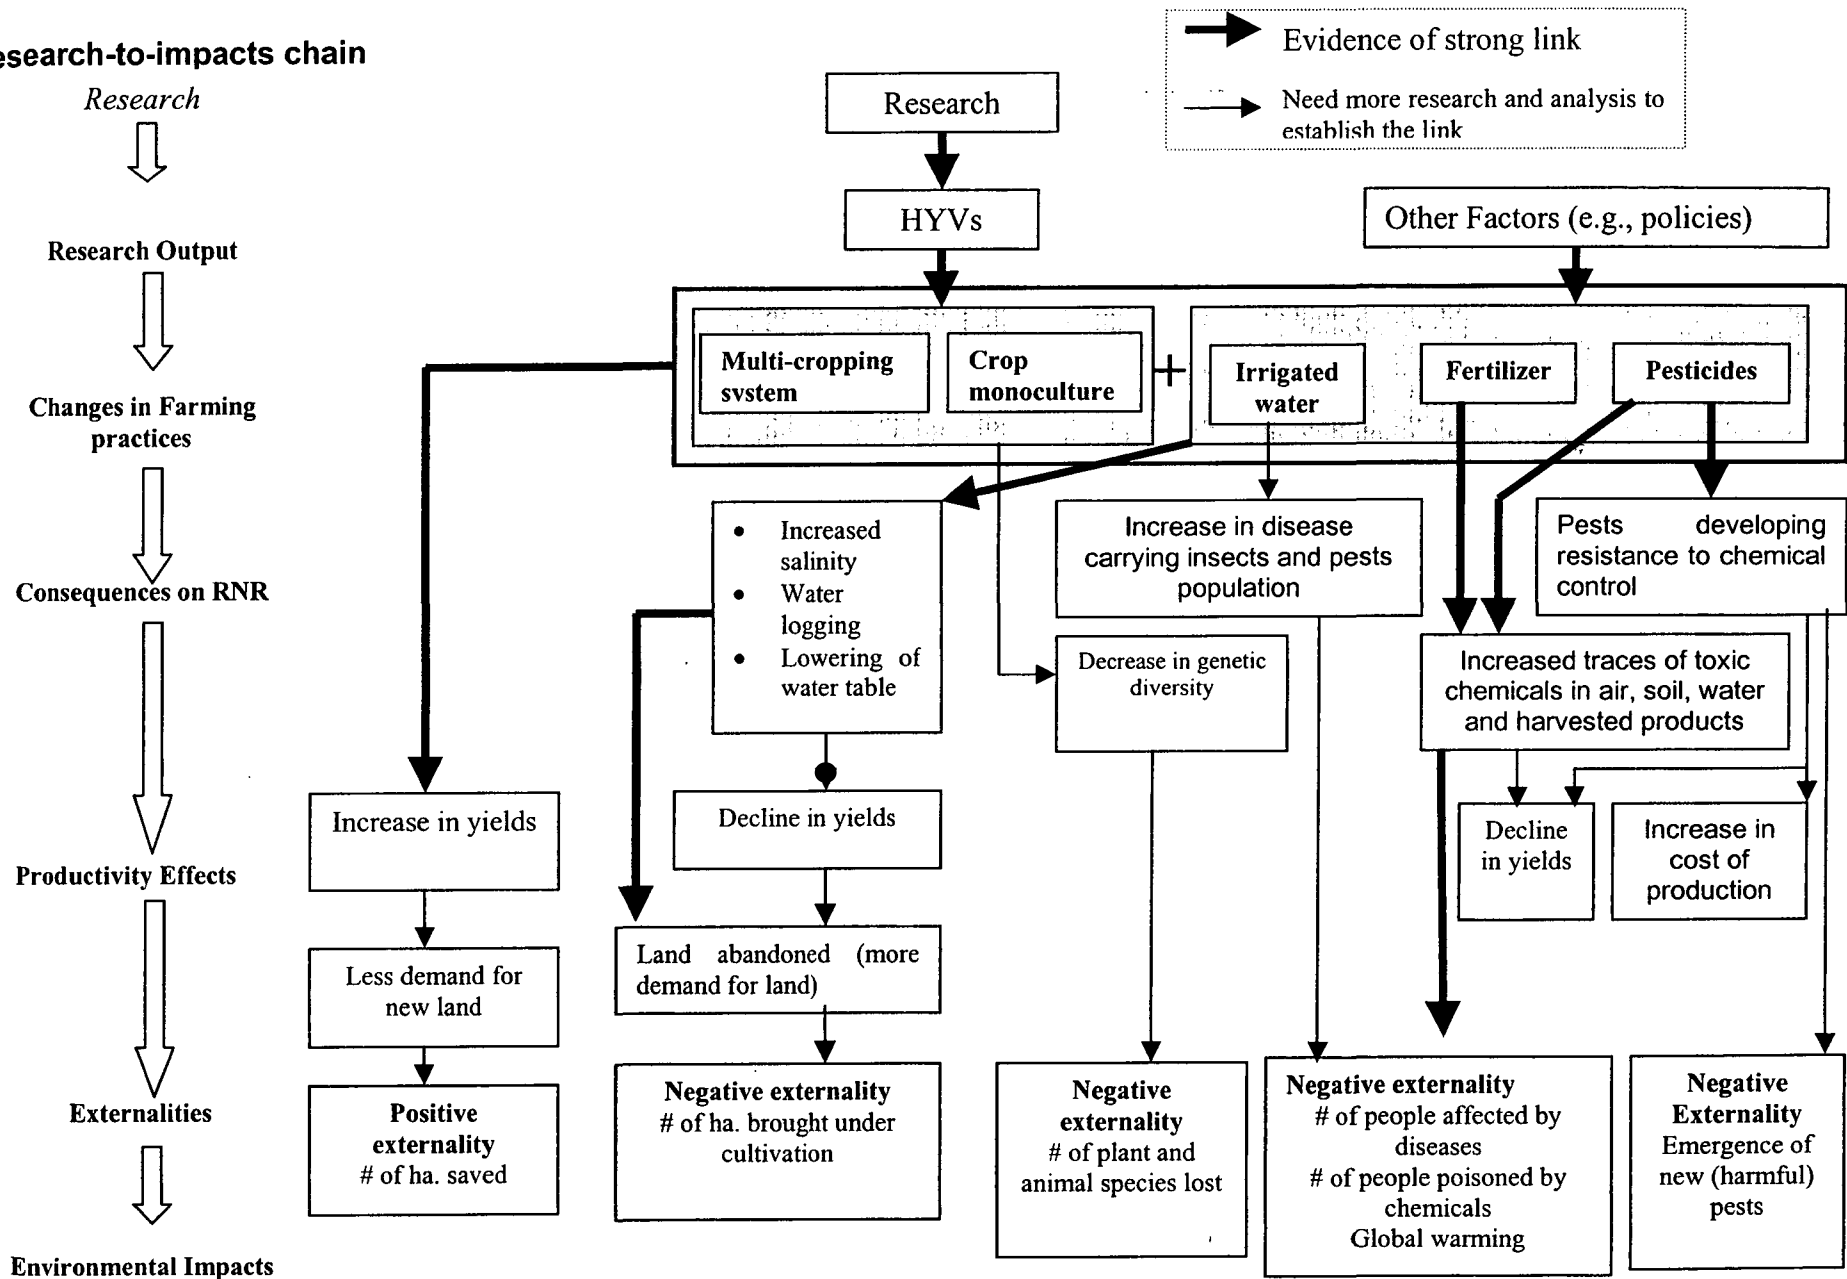 esearch-to-impacts chain
Research
Research Output
Changes in Farming
practices
Consequences on RNR
Productivity Effects
Externalities
Environmental Impacts
Evidence of strong link
Need more research and analysis to
establish the link
Research
HYVs
Other Factors (e.g., policies)
Multi-cropping
system
Crop
monoculture
+
Irrigated
water
Fertilizer
Pesticides
• Increased
salinity
• Water
logging
• Lowering of
water table
Increase in disease
carrying insects and pests
population
Pests developing
resistance to chemical
control
Decrease in genetic
diversity
Increased traces of toxic
chemicals in air, soil, water
and harvested products
Increase in yields
Decline in yields
Decline
in yields
Increase in
cost of
production
Less demand for
new land
Land abandoned (more
demand for land)
Positive
externality
# of ha. saved
Negative externality
# of ha. brought under
cultivation
Negative
externality
# of plant and
animal species lost
Negative externality
# of people affected by
diseases
# of people poisoned by
chemicals
Global warming
Negative
Externality
Emergence of
new (harmful)
pests